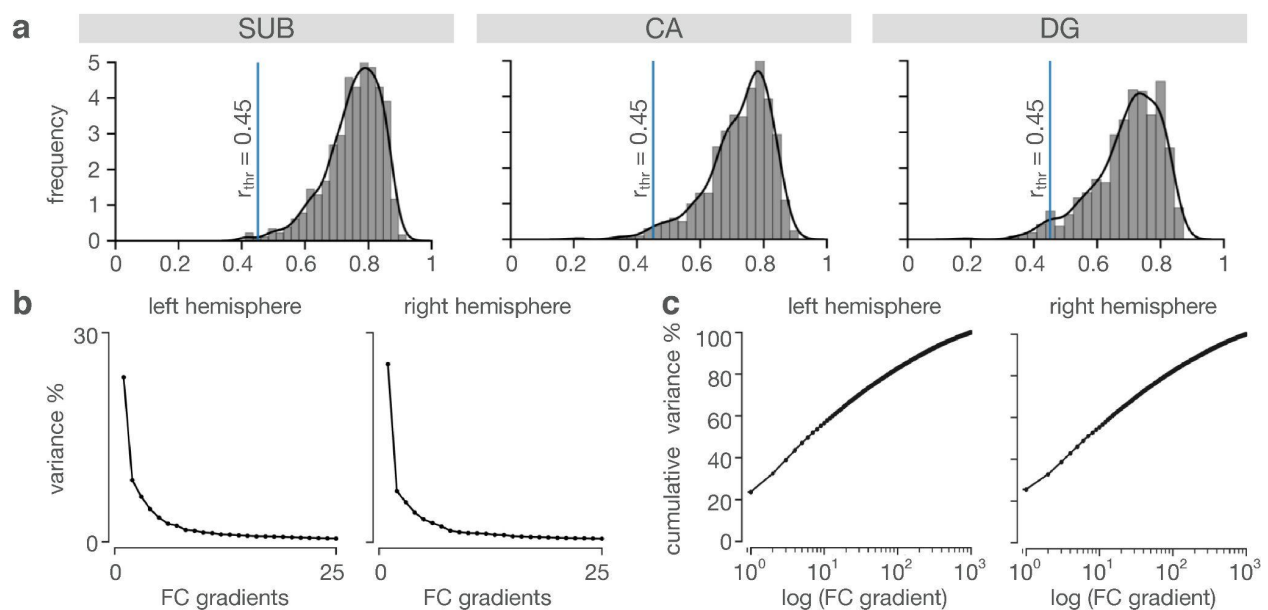 a
SUB CA DG
frequency
5
4
3
2
1
0
r_thr = 0.45
r_thr = 0.45
r_thr = 0.45
0 0.2 0.4 0.6 0.8 1
0 0.2 0.4 0.6 0.8 1
0 0.2 0.4 0.6 0.8 1
b
left hemisphere right hemisphere
variance %
30
0
0 25
0 25
FC gradients FC gradients
c
left hemisphere right hemisphere
cumulative variance %
100
80
60
40
20
0
10^0 10^1 10^2 10^3
10^0 10^1 10^2 10^3
log (FC gradient) log (FC gradient)